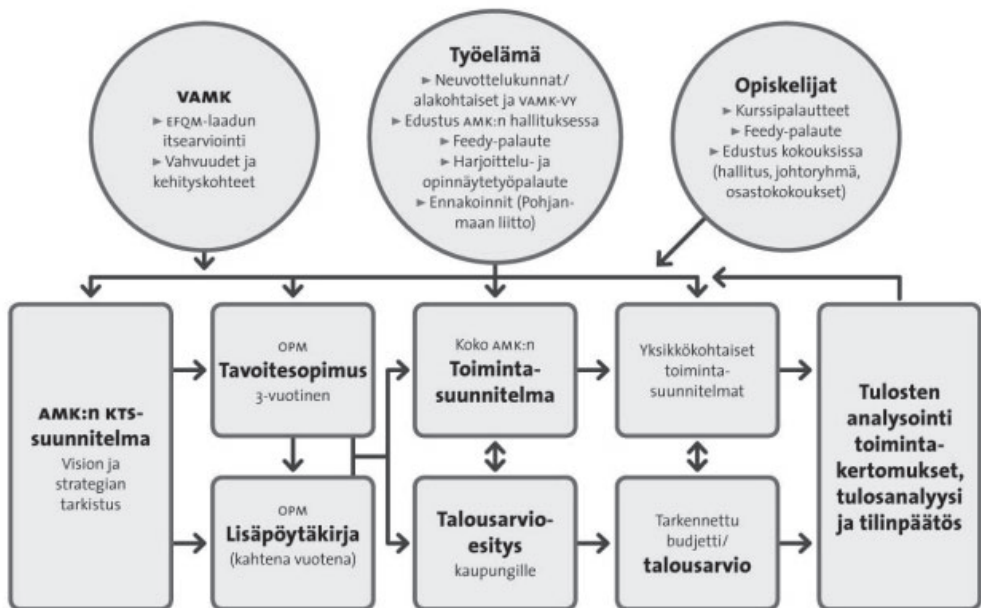 VAMK
► EFQM-laadun
itsearviointi
► Vahvuudet ja
kehityskohteet
Työelämä
► Neuvottelukunnat/
alakohtaiset ja VAMK-VY
► Edustus AMK:n hallituksessa
► Feedy-palaute
► Harjoittelu- ja
opinnäytetyöpalaute
► Ennakoinnit (Pohjan-
maan liitto)
Opiskelijat
► Kurssipalautteet
► Feedy-palaute
► Edustus kokouksissa
(hallitus, johtoryhmä,
osastokokoukset)
AMK:n KTS-
suunnitelma
Vision ja
strategian
tarkistus
OPM
Tavoitesopimus
3-vuotinen
OPM
Lisäpöytäkirja
(kahtena vuotena)
Koko AMK:n
Toiminta-
suunnitelma
Talousarvio-
esitys
kaupungille
Yksikkökohtaiset
toiminta-
suunnitelmat
Tarkennettu
budjetti/
talousarvio
Tulosten
analysointi
toiminta-
kertomukset,
tulosanalyysi
ja tilinpäätös